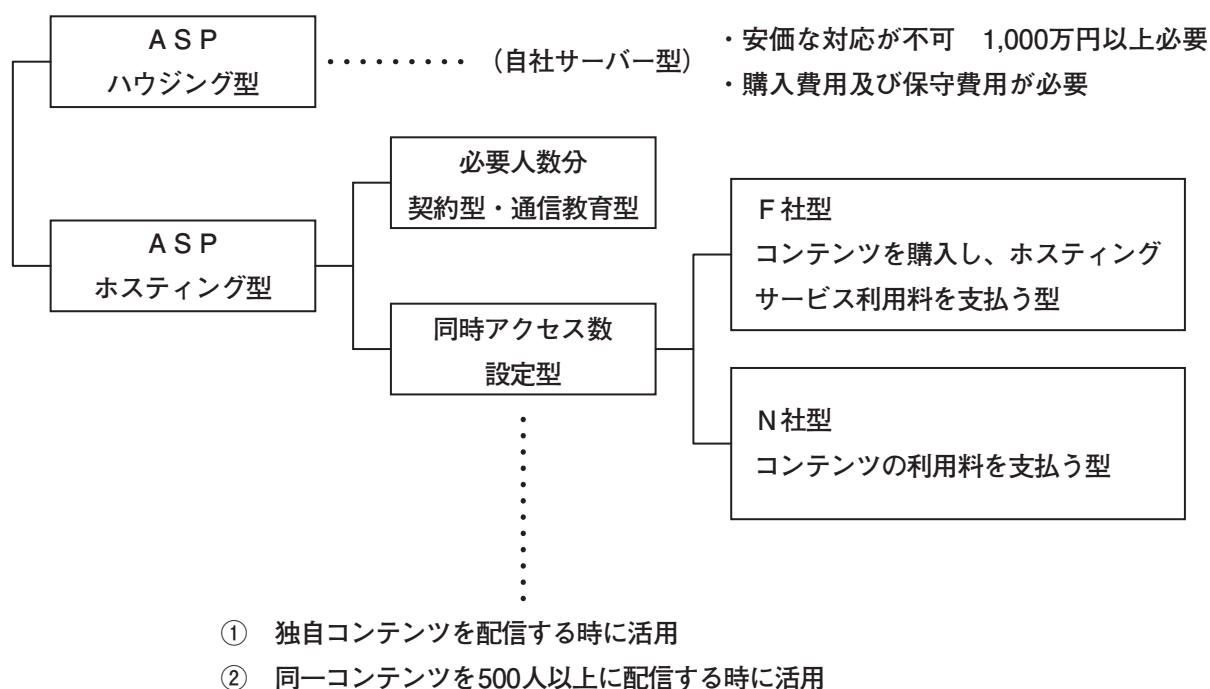 ASP
ハウジング型
(自社サーバー型)
・安価な対応が不可　1,000万円以上必要
・購入費用及び保守費用が必要
ASP
ホスティング型
必要人数分
契約型・通信教育型
同時アクセス数
設定型
F社型
コンテンツを購入し、ホスティング
サービス利用料を支払う型
N社型
コンテンツの利用料を支払う型
①　独自コンテンツを配信する時に活用
②　同一コンテンツを500人以上に配信する時に活用